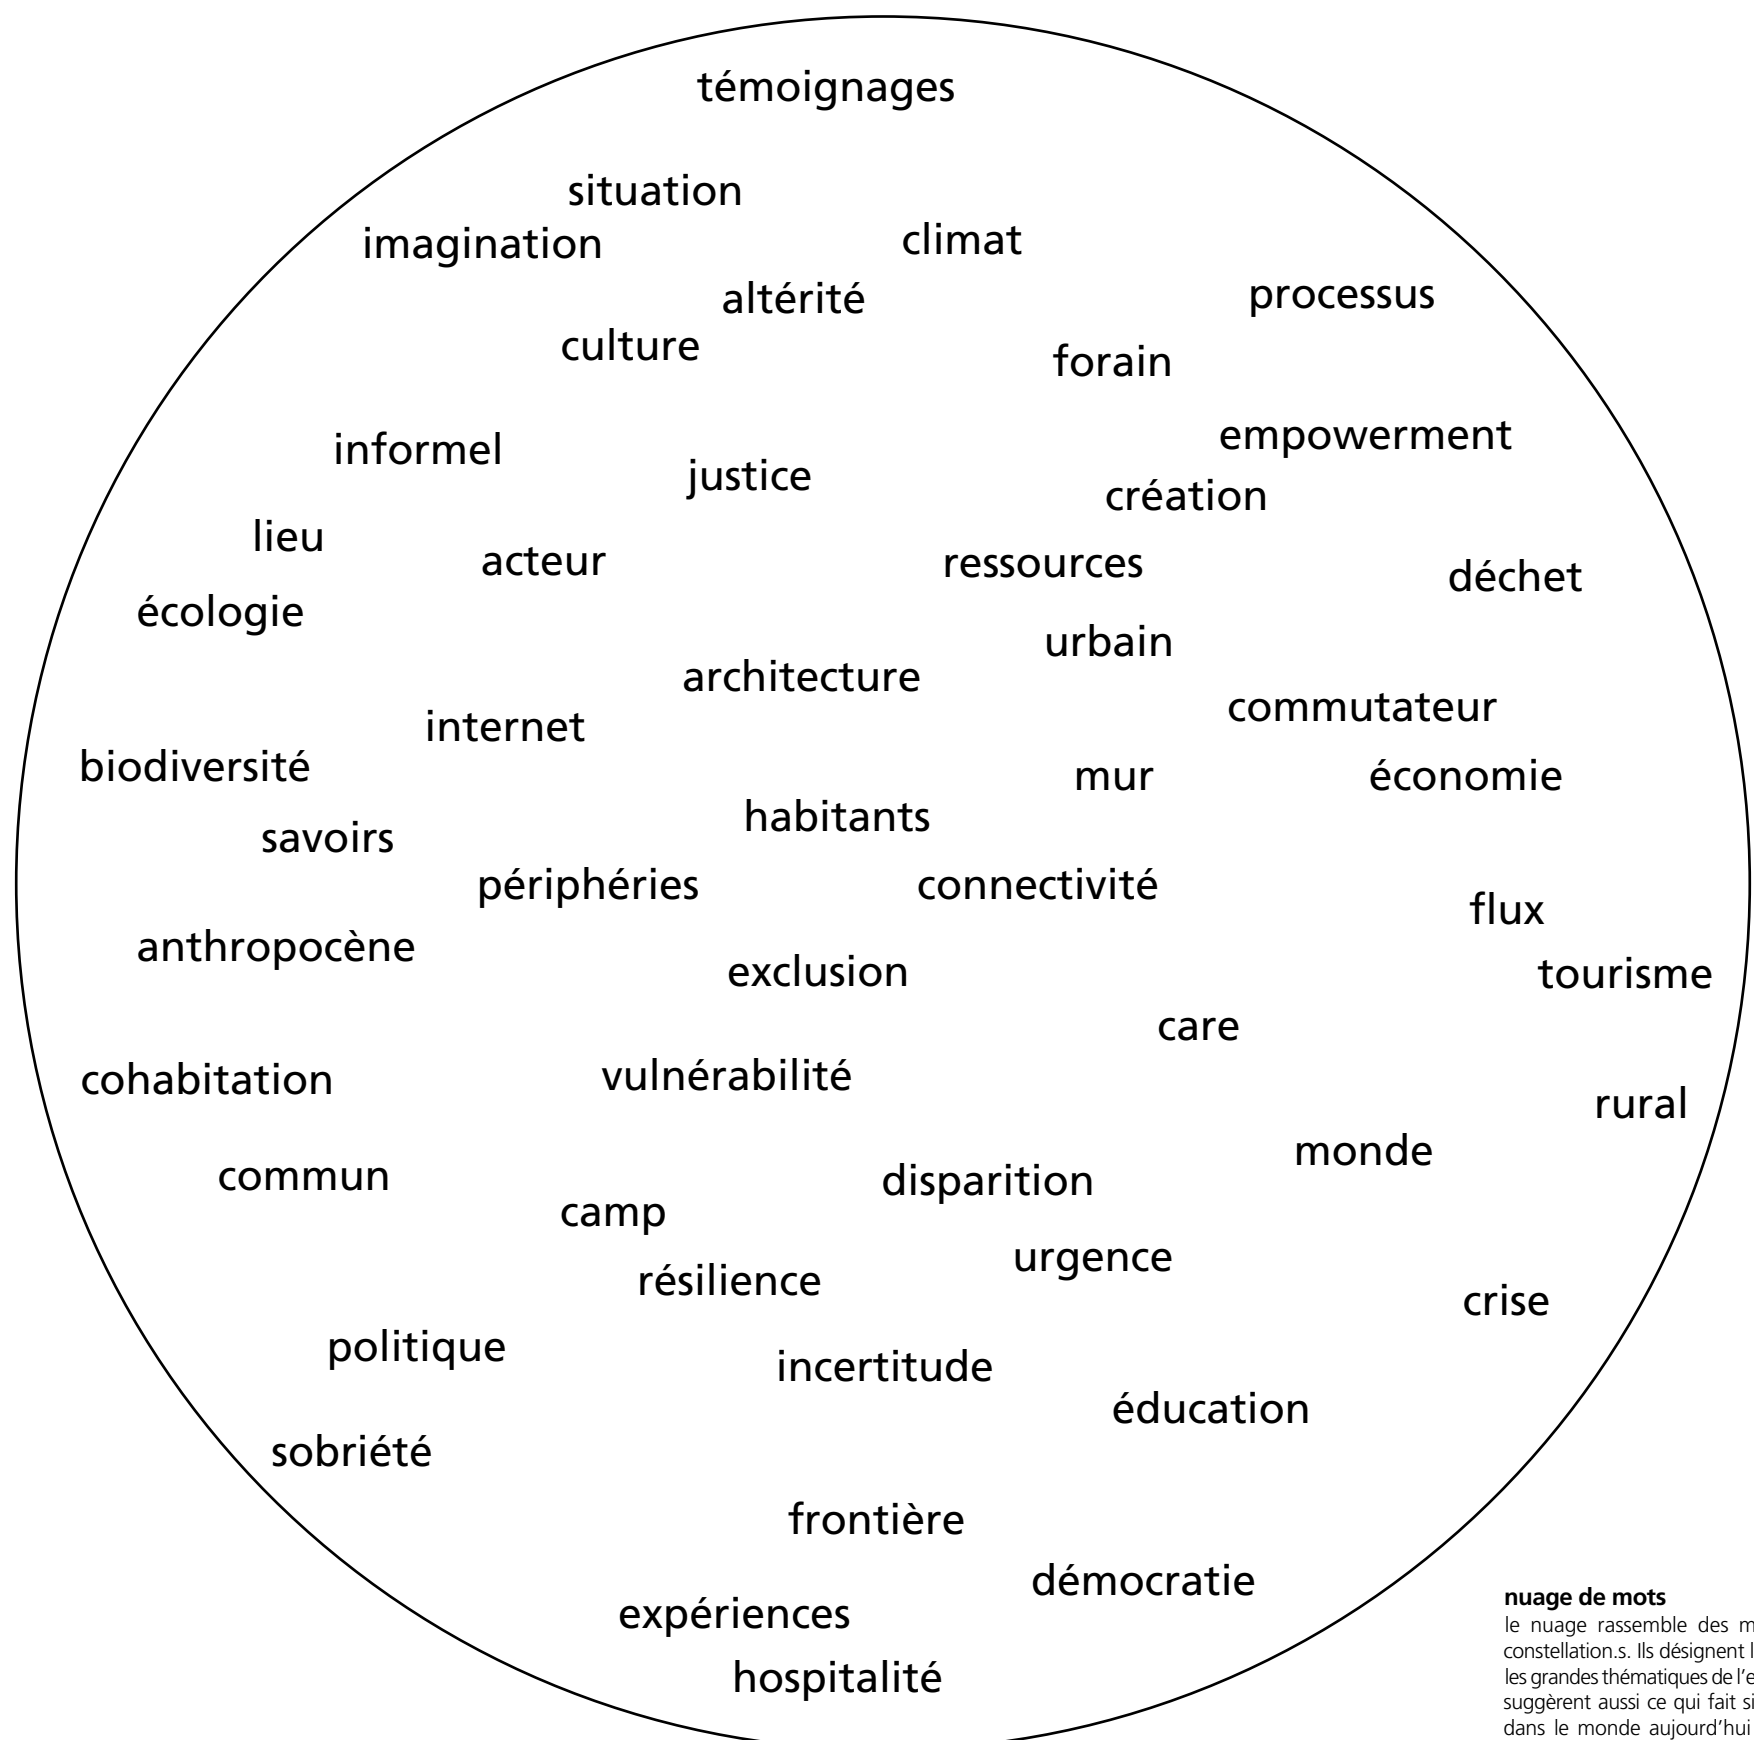 témoignages
situation
imagination
climat
altérité
processus
culture
forain
empowerment
informel
justice
création
lieu
acteur
ressources
déchet
écologie
urbain
architecture
commutateur
internet
biodiversité
mur
économie
habitants
savoirs
périphéries
connectivité
flux
anthropocène
exclusion
tourisme
care
cohabitation
vulnérabilité
rural
monde
commun
disparition
camp
urgence
résilience
crise
politique
incertitude
éducation
sobriété
frontière
démocratie
expériences
hospitalité
nuage de mots
le nuage rassemble des
constellation.s. Ils désignent
les grandes thématiques de
suggèrent aussi ce qui fait
dans le monde aujourd’hui